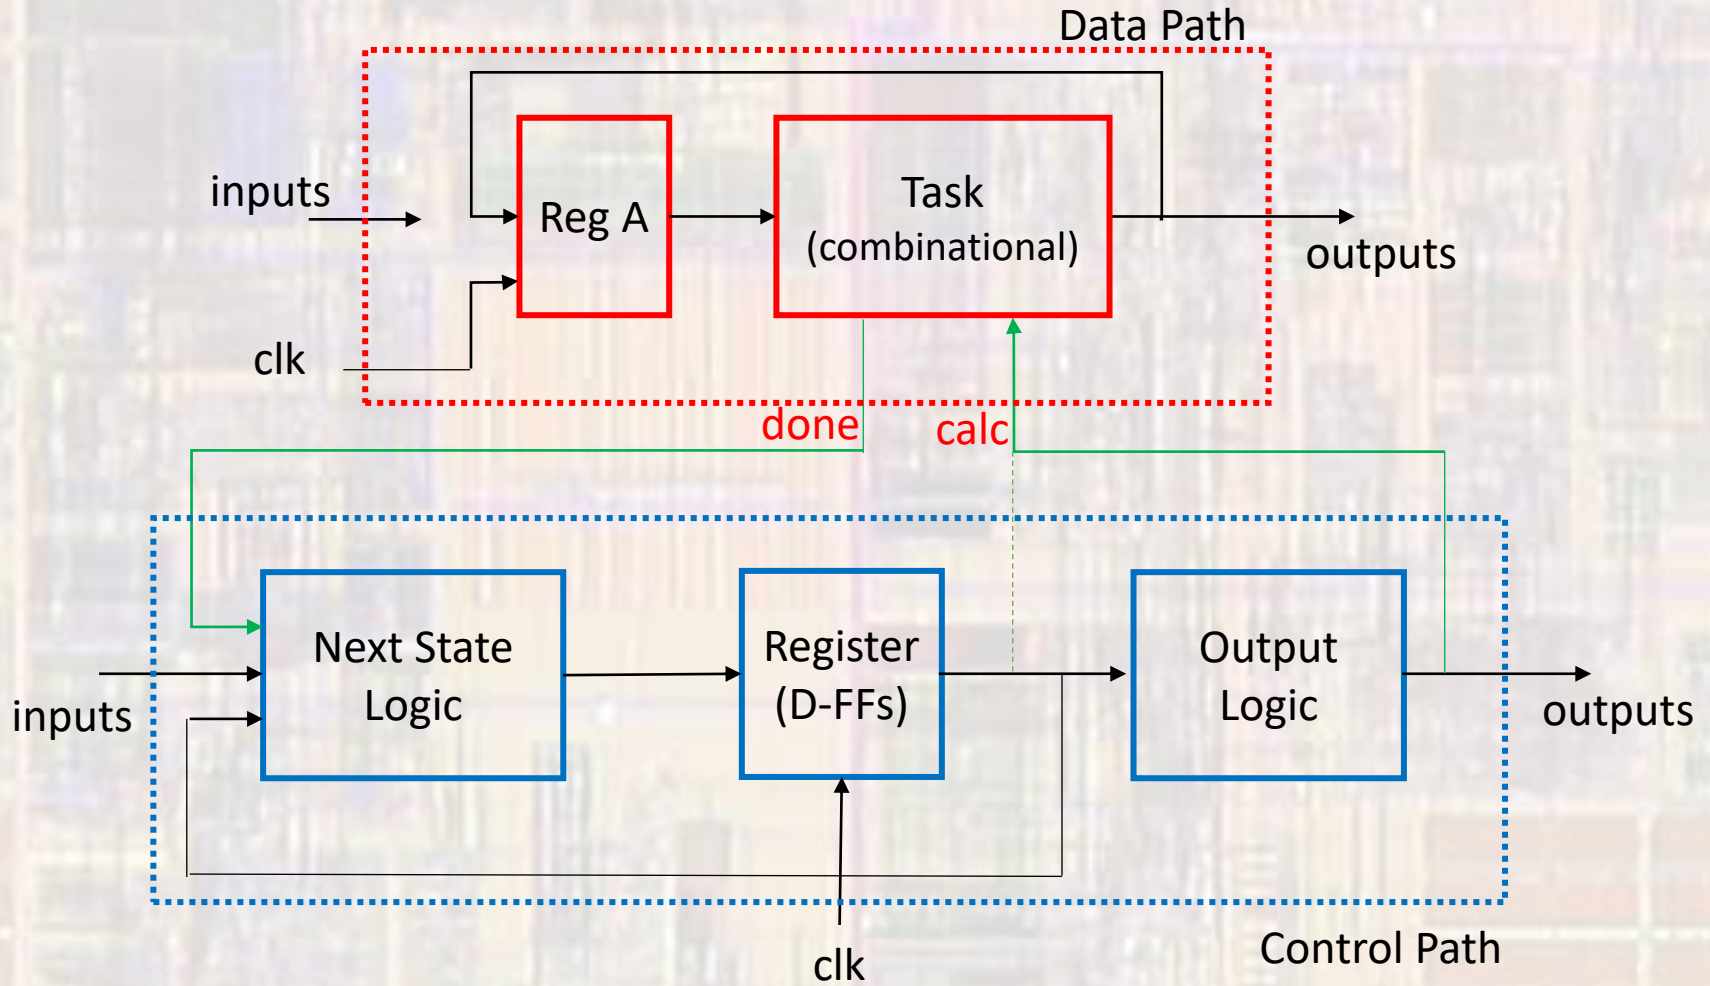 Data Path
inputs
Reg A
Task
(combinational)
outputs
clk
done
calc
Next State
Logic
Register
(D-FFs)
Output
Logic
inputs
outputs
clk
Control Path